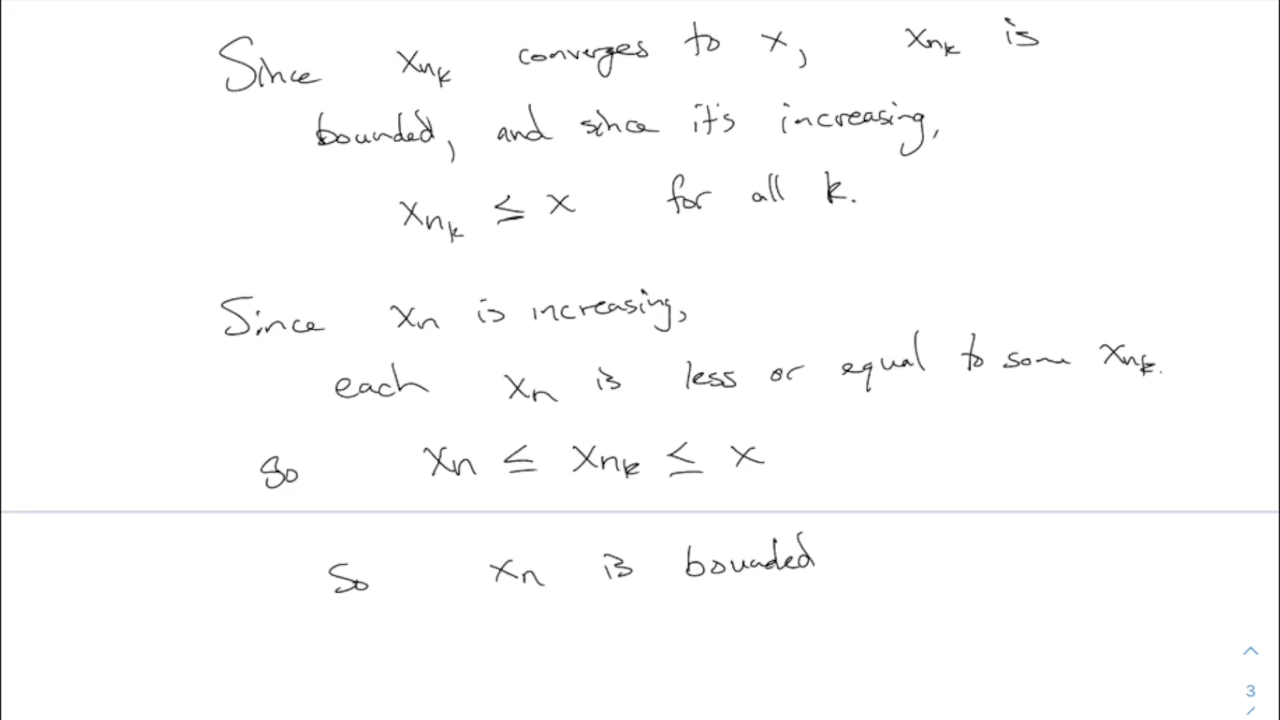 Since x_{n_k} converges to x, x_{n_k} is
bounded, and since it's increasing,
x_{n_k} ≤ x for all k.
Since x_n is increasing,
each x_n is less or equal to some x_{n_k}.
So x_n ≤ x_{n_k} ≤ x
So x_n is bounded
3